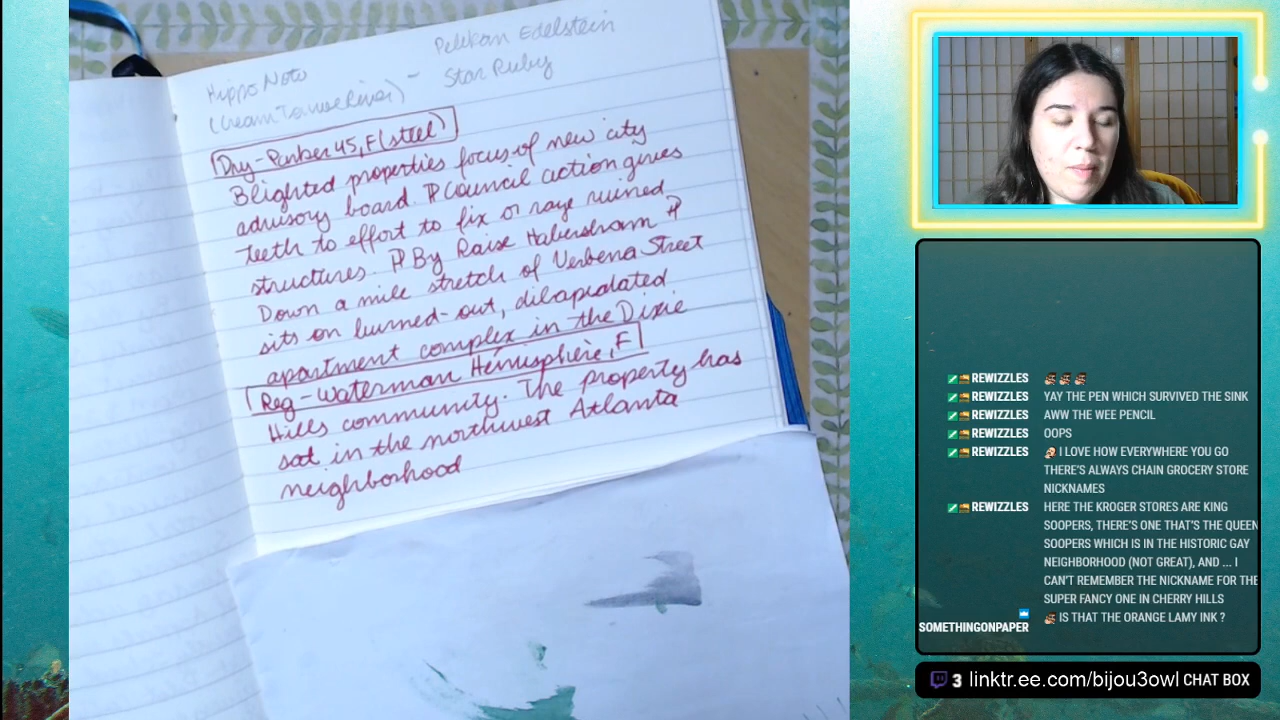 Hippo Noto
(Cream Tomoe River) - Pelikan Edelstein
Star Ruby
Dry-Parker 45, F (steel)
Blighted properties focus of new city
advisory board. ¶ Council action gives
teeth to effort to fix or raze ruined
structures. ¶ By Raise Habersham ¶
Down a mile stretch of Verbena Street
sits on burned-out, dilapidated
apartment complex in the Dixie
Reg-Waterman Hémisphère, F
Hills community. The property has
sat in the northwest Atlanta
neighborhood
REWIZZLES
REWIZZLES YAY THE PEN WHICH SURVIVED THE SINK
REWIZZLES AWW THE WEE PENCIL
REWIZZLES OOPS
REWIZZLES I LOVE HOW EVERYWHERE YOU GO
THERE'S ALWAYS CHAIN GROCERY STORE
NICKNAMES
REWIZZLES HERE THE KROGER STORES ARE KING
SOOPERS, THERE'S ONE THAT'S THE QUEEN
SOOPERS WHICH IS IN THE HISTORIC GAY
NEIGHBORHOOD (NOT GREAT), AND ... I
CAN'T REMEMBER THE NICKNAME FOR THE
SUPER FANCY ONE IN CHERRY HILLS
SOMETHINGONPAPER IS THAT THE ORANGE LAMY INK ?
3 linktr.ee.com/bijou3owl CHAT BOX